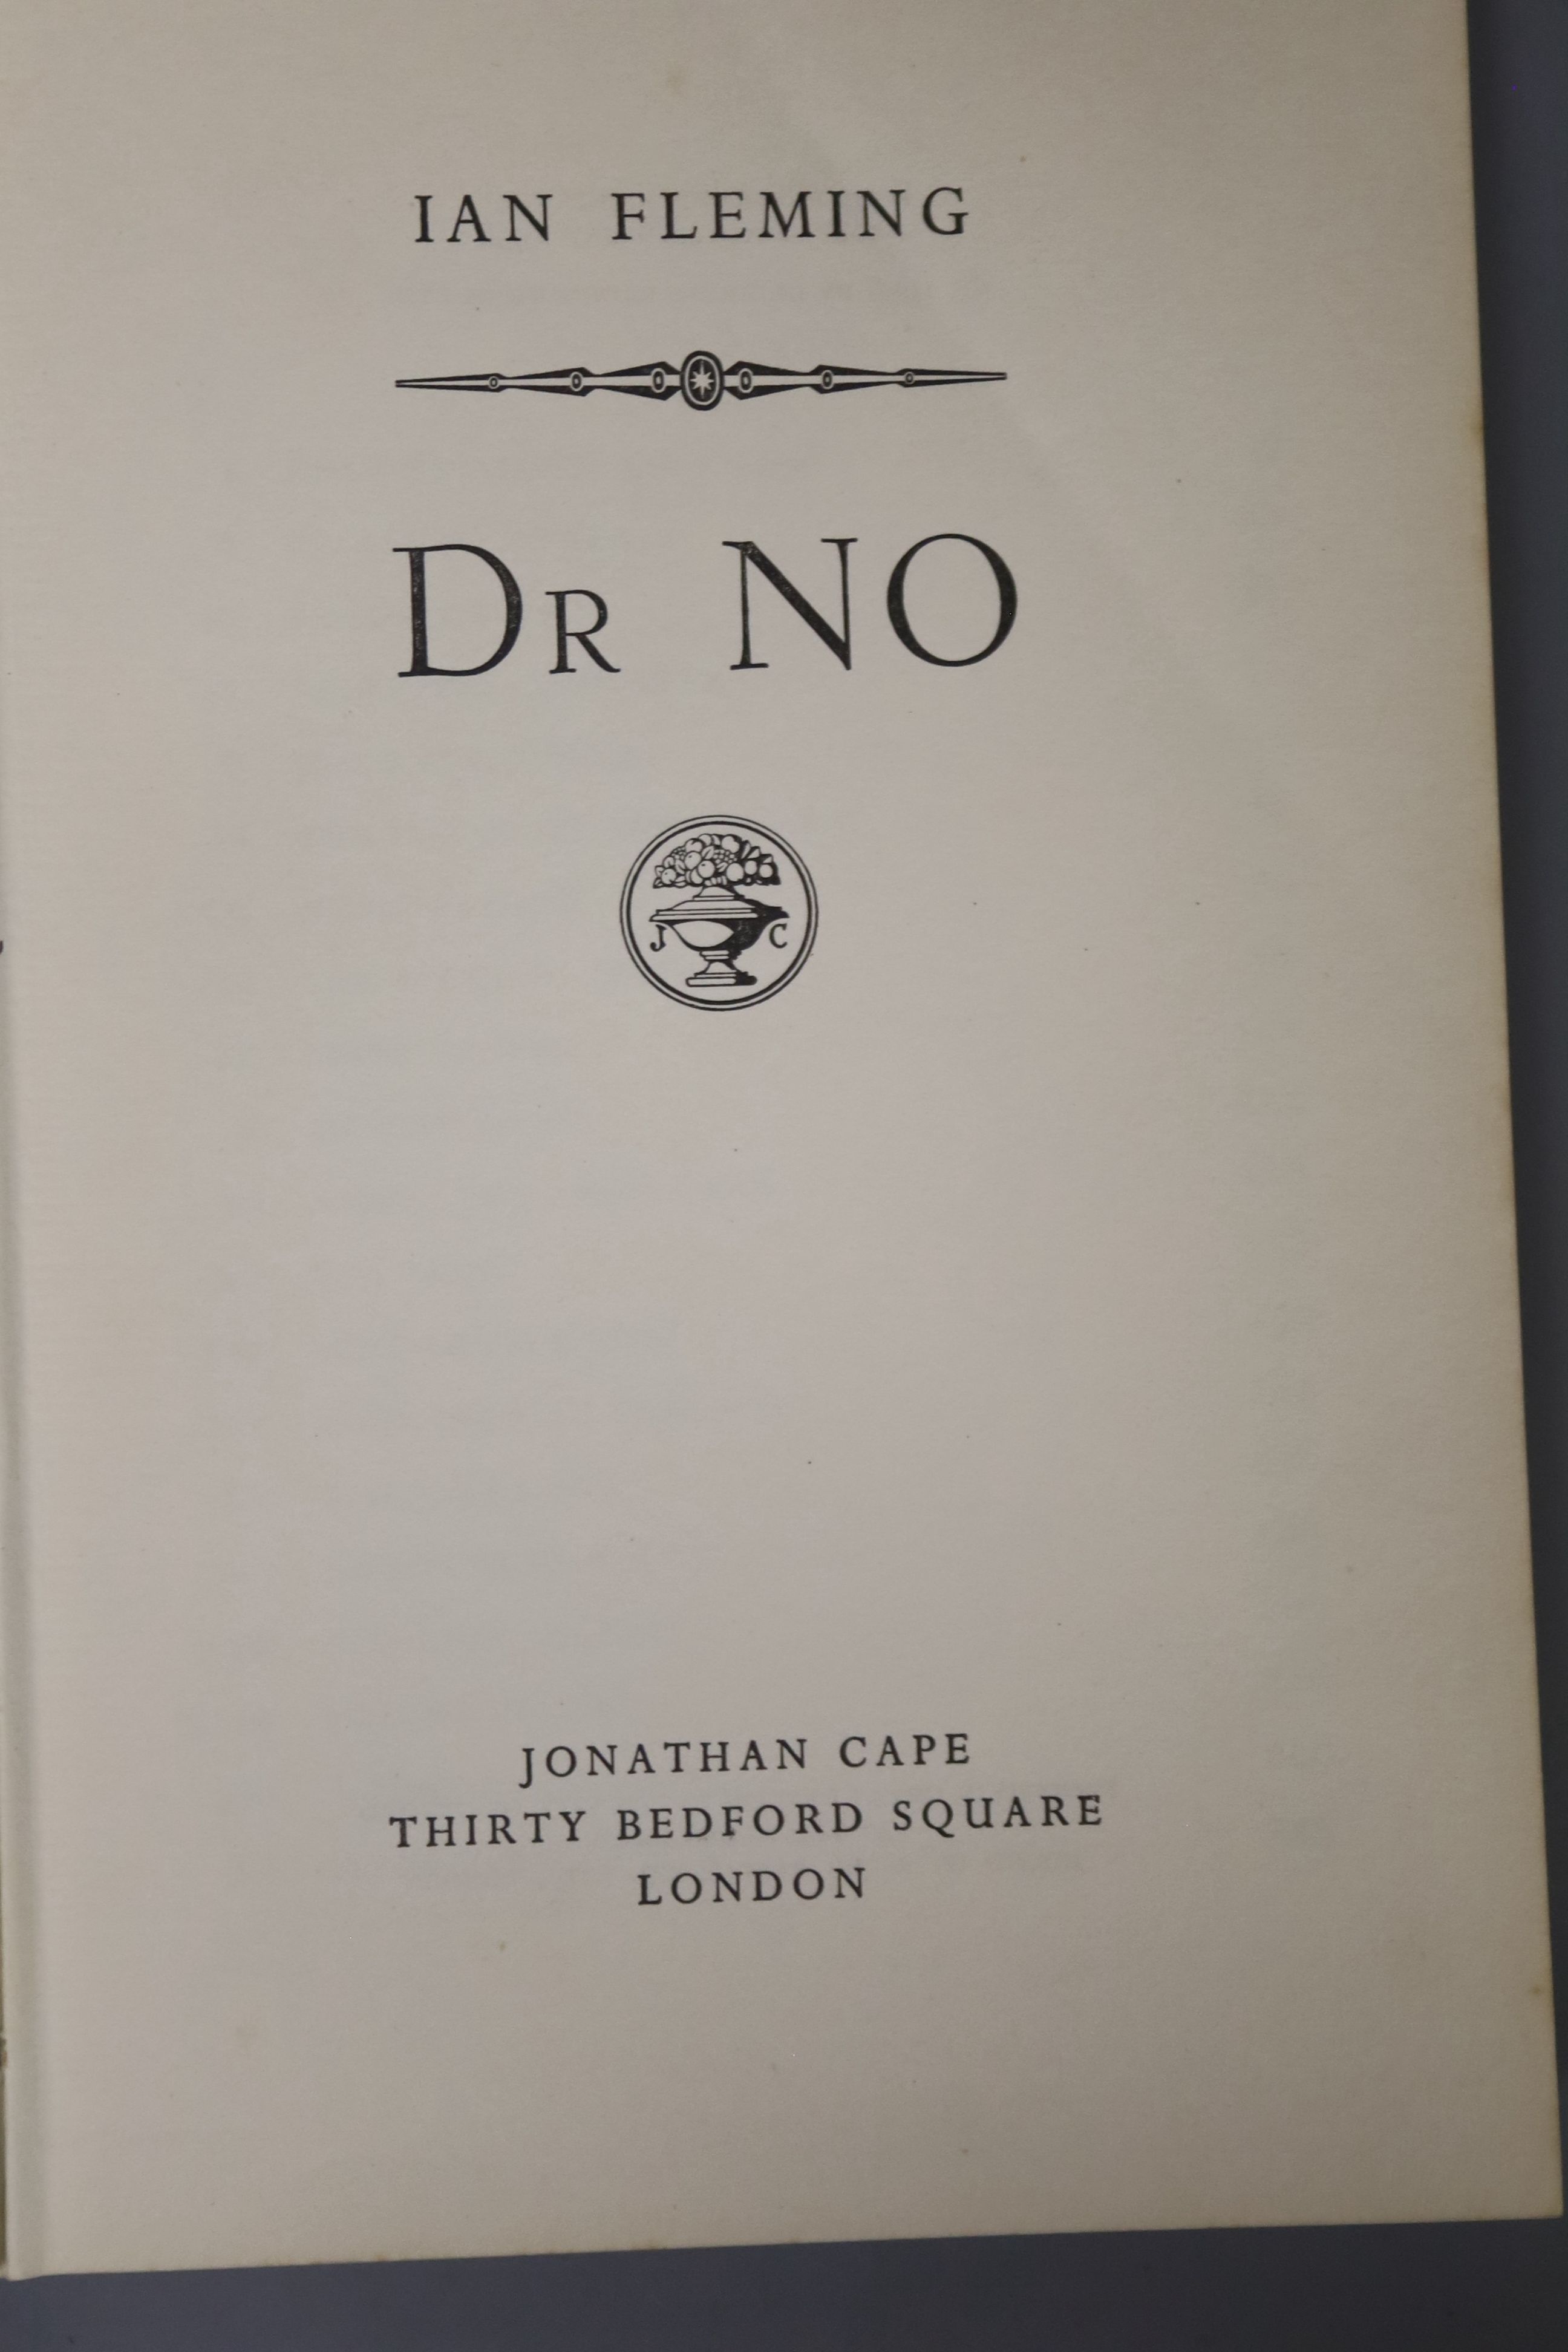 IAN FLEMING
DR NO
J C
JONATHAN CAPE
THIRTY BEDFORD SQUARE
LONDON